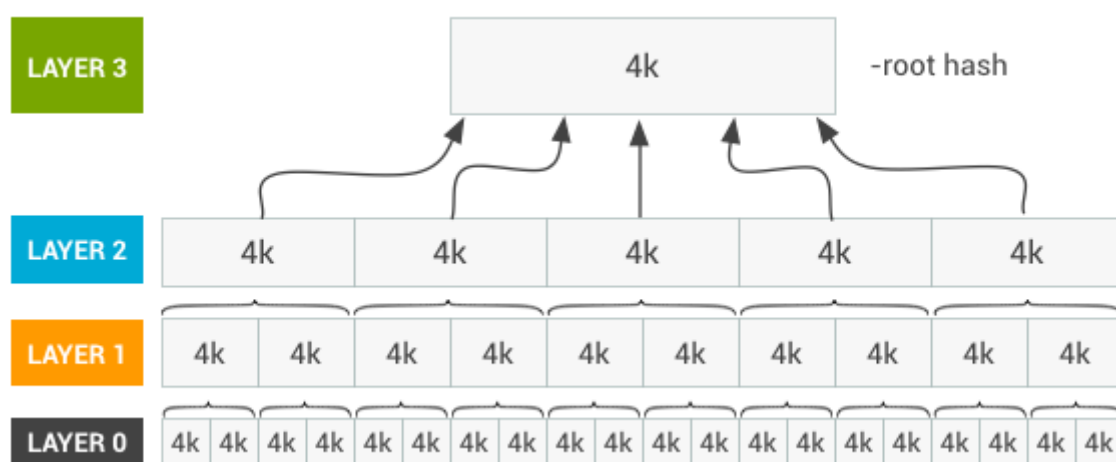 LAYER 3 4k -root hash
LAYER 2 4k 4k 4k 4k 4k
LAYER 1 4k 4k 4k 4k 4k 4k 4k 4k 4k 4k
LAYER 0 4k 4k 4k 4k 4k 4k 4k 4k 4k 4k 4k 4k 4k 4k 4k 4k 4k 4k 4k 4k